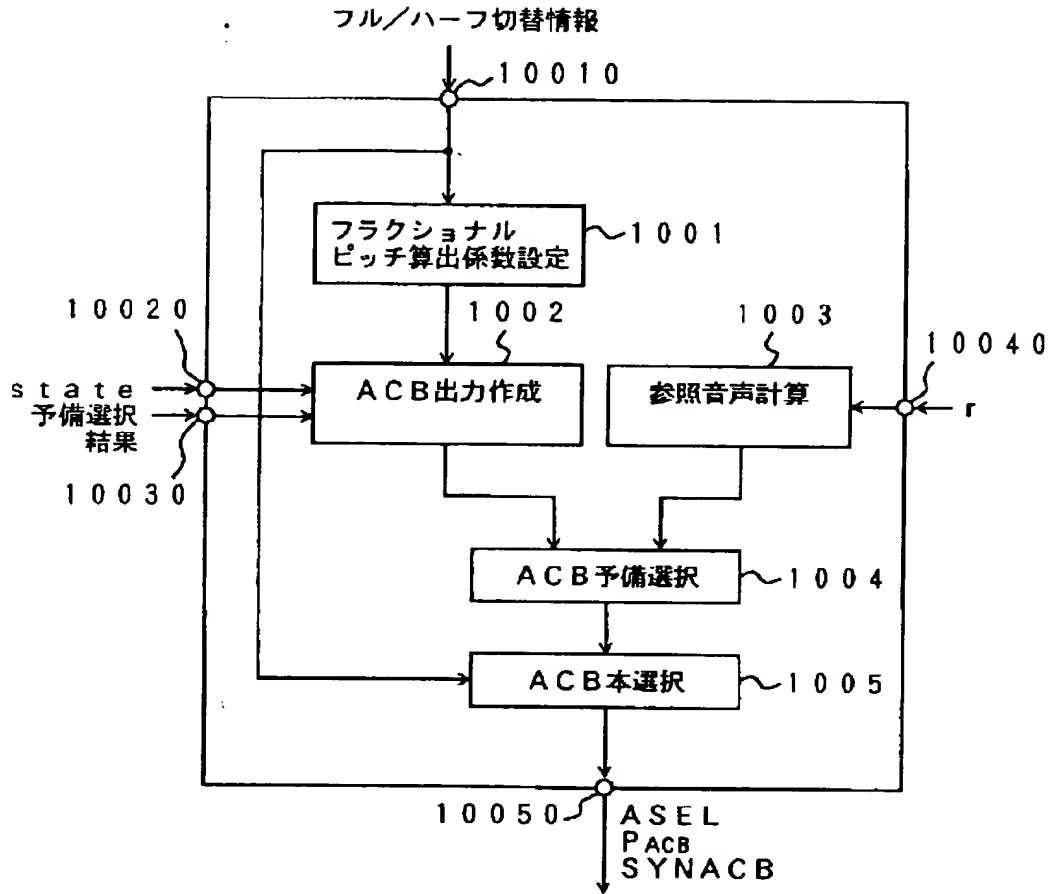 フル／ハーフ切替情報
10010
フラクショナル
ピッチ算出係数設定
1001
10020
1002
1003
10040
state
予備選択
結果
ACB出力作成
参照音声計算
r
10030
ACB予備選択
1004
ACB本選択
1005
10050
ASEL
PACB
SYNACB